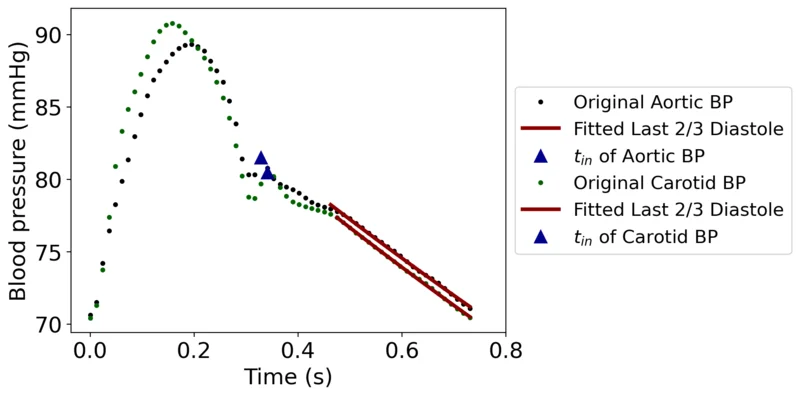 90
85
80
75
70
Blood pressure (mmHg)
0.0 0.2 0.4 0.6 0.8
Time (s)
Original Aortic BP
Fitted Last 2/3 Diastole
t_in of Aortic BP
Original Carotid BP
Fitted Last 2/3 Diastole
t_in of Carotid BP